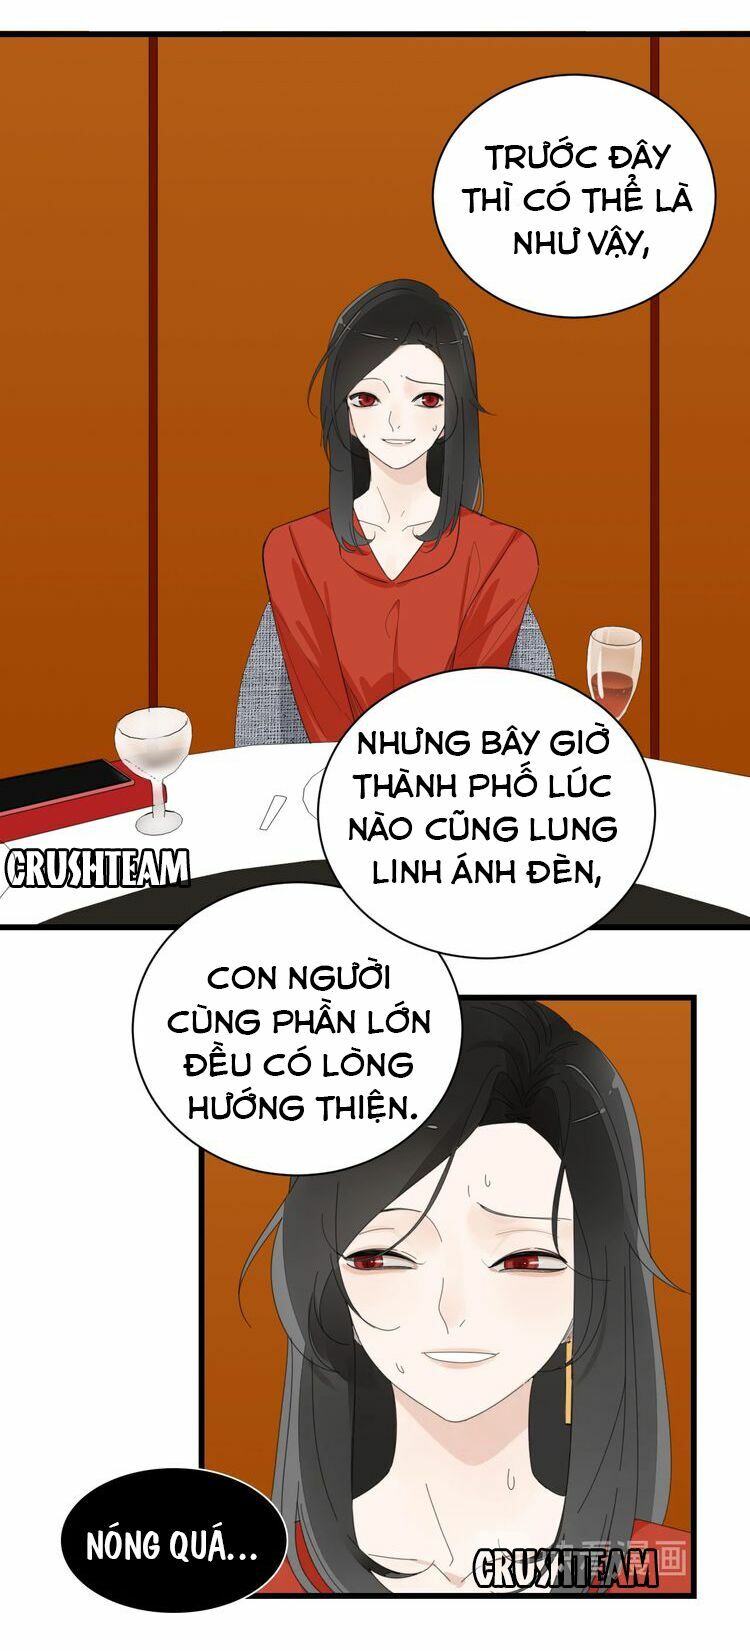 TRƯỚC ĐÂY
THÌ CÓ THỂ LÀ
NHƯ VẬY,
NHƯNG BÂY GIỜ
THÀNH PHỐ LÚC
NÀO CŨNG LUNG
LINH ÁNH ĐÈN,
CRUSHTEAM
CON NGƯỜI
CÙNG PHẦN LỚN
ĐỀU CÓ LÒNG
HƯỚNG THIỆN.
NÓNG QUÁ...
CRUSHTEAM